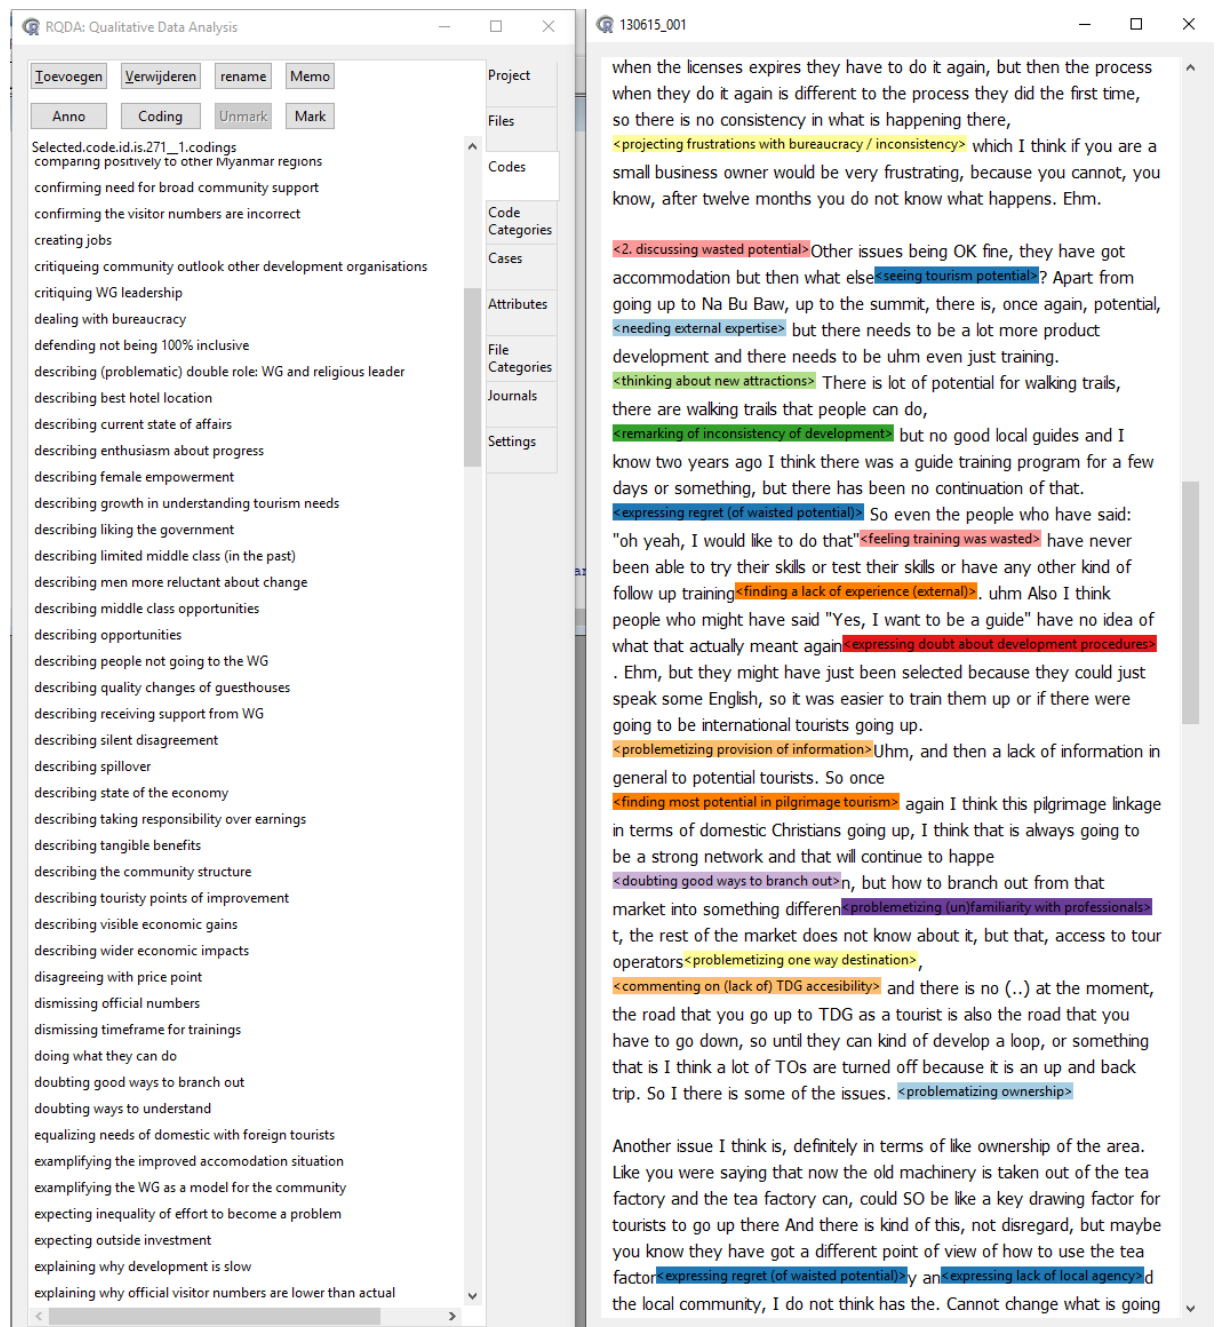 RQDA: Qualitative Data Analysis
Toevoegen Verwijderen rename Memo
Anno Coding Unmark Mark
Selected.code.id.is.271__1.codings
comparing positively to other Myanmar regions
confirming need for broad community support
confirming the visitor numbers are incorrect
creating jobs
critiqueing community outlook other development organisations
critiquing WG leadership
dealing with bureaucracy
defending not being 100% inclusive
describing (problematic) double role: WG and religious leader
describing best hotel location
describing current state of affairs
describing enthusiasm about progress
describing female empowerment
describing growth in understanding tourism needs
describing liking the government
describing limited middle class (in the past)
describing men more reluctant about change
describing middle class opportunities
describing opportunities
describing people not going to the WG
describing quality changes of guesthouses
describing receiving support from WG
describing silent disagreement
describing spillover
describing state of the economy
describing taking responsibility over earnings
describing tangible benefits
describing the community structure
describing touristy points of improvement
describing visible economic gains
describing wider economic impacts
disagreeing with price point
dismissing official numbers
dismissing timeframe for trainings
doing what they can do
doubting good ways to branch out
doubting ways to understand
equalizing needs of domestic with foreign tourists
examplifying the improved accomodation situation
examplifying the WG as a model for the community
expecting inequality of effort to become a problem
expecting outside investment
explaining why development is slow
explaining why official visitor numbers are lower than actual
Project
Files
Codes
Code
Categories
Cases
Attributes
File
Categories
Journals
Settings
130615_001
when the licenses expires they have to do it again, but then the process
when they do it again is different to the process they did the first time,
so there is no consistency in what is happening there,
<projecting frustrations with bureaucracy / inconsistency> which I think if you are a
small business owner would be very frustrating, because you cannot, you
know, after twelve months you do not know what happens. Ehm.
<2. discussing wasted potential>Other issues being OK fine, they have got
accommodation but then what else<seeing tourism potential>? Apart from
going up to Na Bu Baw, up to the summit, there is, once again, potential,
<needing external expertise> but there needs to be a lot more product
development and there needs to be uhm even just training.
<thinking about new attractions> There is lot of potential for walking trails,
there are walking trails that people can do,
<remarking of inconsistency of development> but no good local guides and I
know two years ago I think there was a guide training program for a few
days or something, but there has been no continuation of that.
<expressing regret (of waisted potential)> So even the people who have said:
"oh yeah, I would like to do that"<feeling training was wasted> have never
been able to try their skills or test their skills or have any other kind of
follow up training<finding a lack of experience (external)>. uhm Also I think
people who might have said "Yes, I want to be a guide" have no idea of
what that actually meant again<expressing doubt about development procedures>
. Ehm, but they might have just been selected because they could just
speak some English, so it was easier to train them up or if there were
going to be international tourists going up.
<problemetizing provision of information>Uhm, and then a lack of information in
general to potential tourists. So once
<finding most potential in pilgrimage tourism> again I think this pilgrimage linkage
in terms of domestic Christians going up, I think that is always going to
be a strong network and that will continue to happe
<doubting good ways to branch out>n, but how to branch out from that
market into something differen<problemetizing (un)familiarity with professionals>
t, the rest of the market does not know about it, but that, access to tour
operators<problemetizing one way destination>,
<commenting on (lack of) TDG accesibility> and there is no (..) at the moment,
the road that you go up to TDG as a tourist is also the road that you
have to go down, so until they can kind of develop a loop, or something
that is I think a lot of TOs are turned off because it is an up and back
trip. So I there is some of the issues. <problematizing ownership>
Another issue I think is, definitely in terms of like ownership of the area.
Like you were saying that now the old machinery is taken out of the tea
factory and the tea factory can, could SO be like a key drawing factor for
tourists to go up there And there is kind of this, not disregard, but maybe
you know they have got a different point of view of how to use the tea
factor<expressing regret (of waisted potential)>y an<expressing lack of local agency>d
the local community, I do not think has the. Cannot change what is going